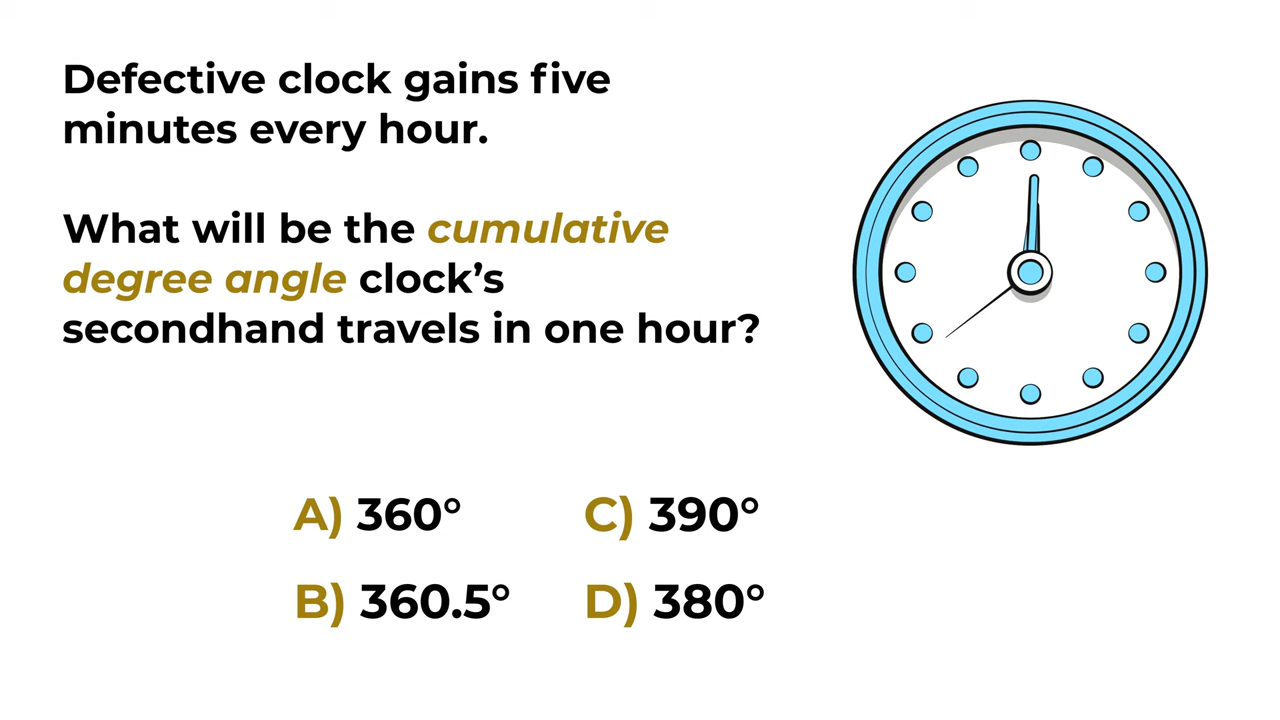 Defective clock gains five
minutes every hour.
What will be the cumulative
degree angle clock’s
secondhand travels in one hour?
A) 360°
C) 390°
B) 360.5°
D) 380°